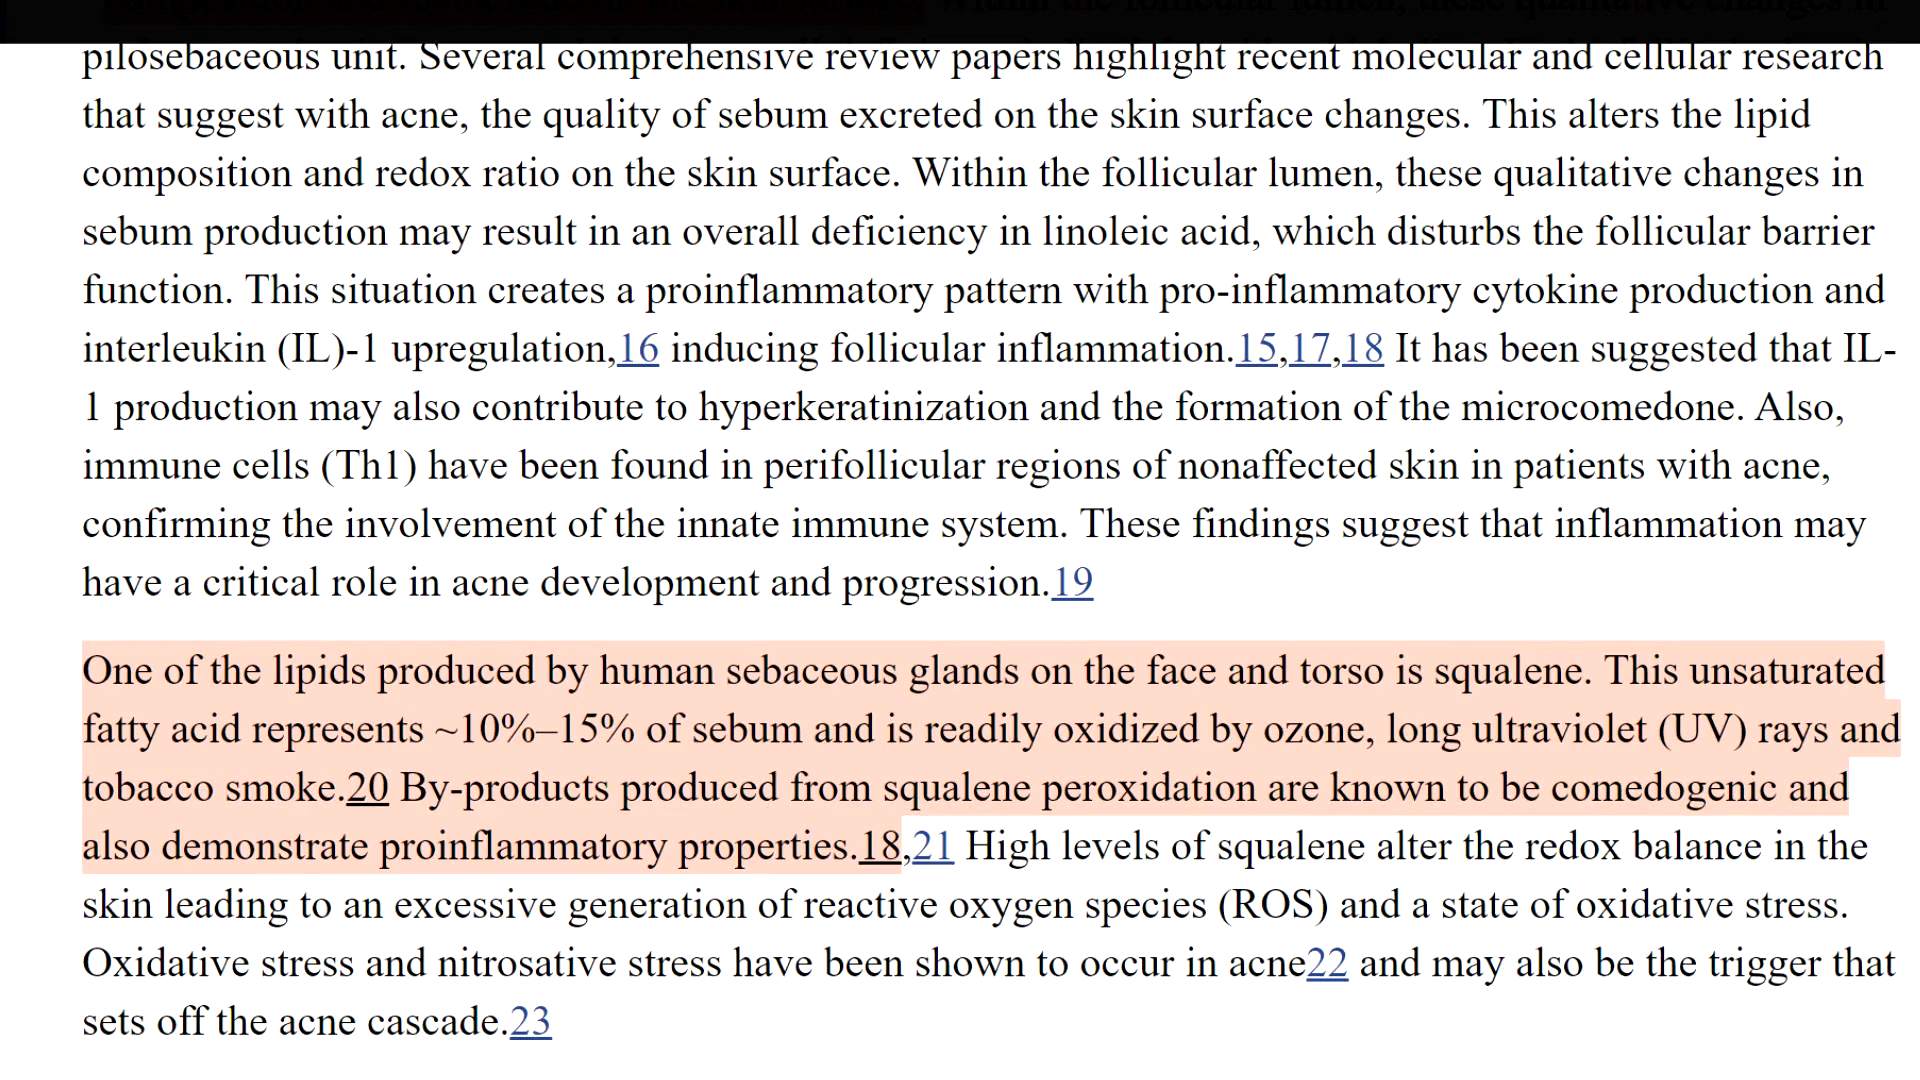 pilosebaceous unit. Several comprehensive review papers highlight recent molecular and cellular research
that suggest with acne, the quality of sebum excreted on the skin surface changes. This alters the lipid
composition and redox ratio on the skin surface. Within the follicular lumen, these qualitative changes in
sebum production may result in an overall deficiency in linoleic acid, which disturbs the follicular barrier
function. This situation creates a proinflammatory pattern with pro-inflammatory cytokine production and
interleukin (IL)-1 upregulation,16 inducing follicular inflammation.15,17,18 It has been suggested that IL-
1 production may also contribute to hyperkeratinization and the formation of the microcomedone. Also,
immune cells (Th1) have been found in perifollicular regions of nonaffected skin in patients with acne,
confirming the involvement of the innate immune system. These findings suggest that inflammation may
have a critical role in acne development and progression.19
One of the lipids produced by human sebaceous glands on the face and torso is squalene. This unsaturated
fatty acid represents ~10%–15% of sebum and is readily oxidized by ozone, long ultraviolet (UV) rays and
tobacco smoke.20 By-products produced from squalene peroxidation are known to be comedogenic and
also demonstrate proinflammatory properties.18,21 High levels of squalene alter the redox balance in the
skin leading to an excessive generation of reactive oxygen species (ROS) and a state of oxidative stress.
Oxidative stress and nitrosative stress have been shown to occur in acne22 and may also be the trigger that
sets off the acne cascade.23